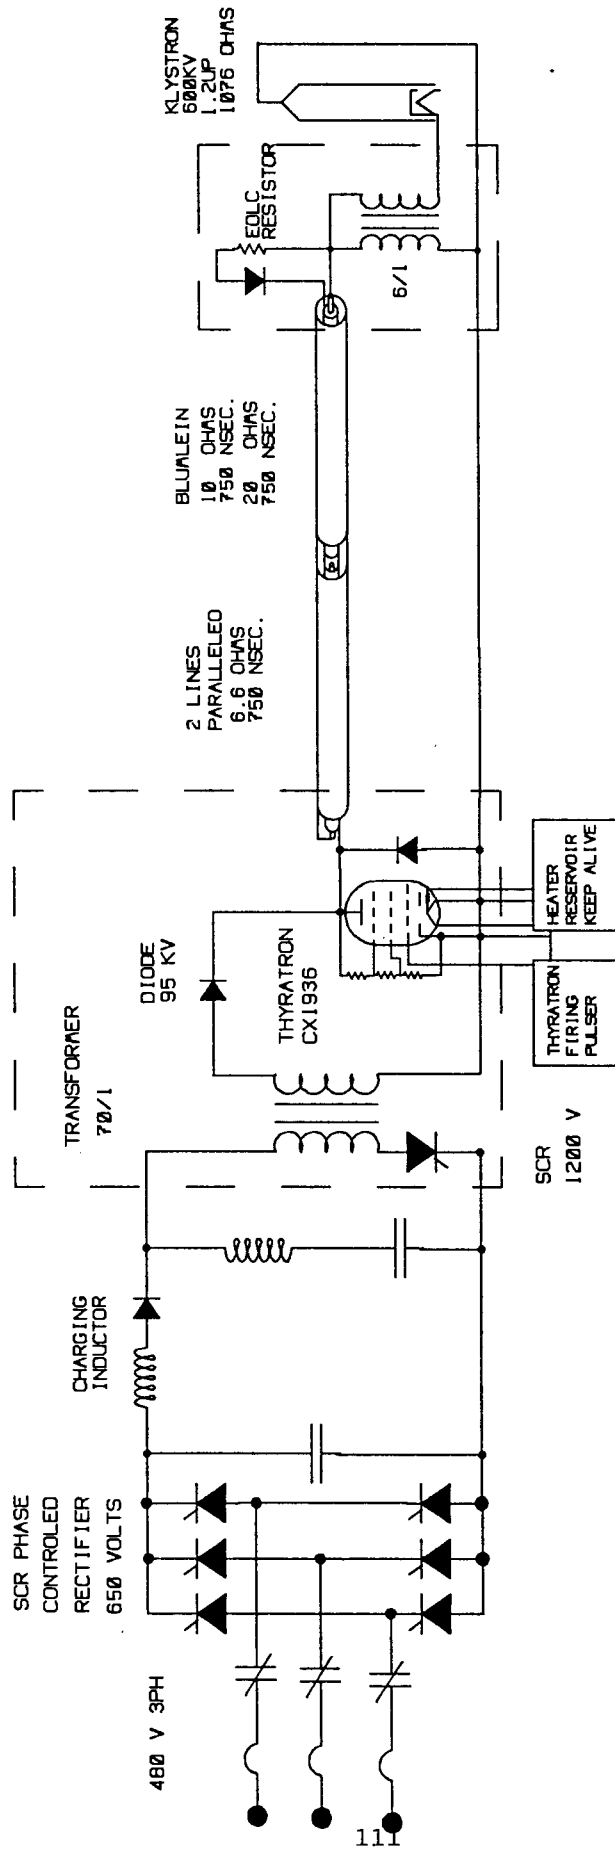 SCR PHASE
CONTROLED
RECTIFIER
650 VOLTS
480 V 3PH
CHARGING
INDUCTOR
TRANSFORMER
70/1
DIODE
95 KV
THYRATRON
CX1936
SCR
1200 V
THYRATRON
FIRING
PULSER
HEATER
RESERVOIR
KEEP ALIVE
2 LINES
PARALLELED
6.6 OHMS
750 NSEC.
BLUMLEIN
10 OHMS
750 NSEC.
20 OHMS
750 NSEC.
EOLC
RESISTOR
6/1
KLYSTRON
600KV
1.2UP
1076 OHMS
111